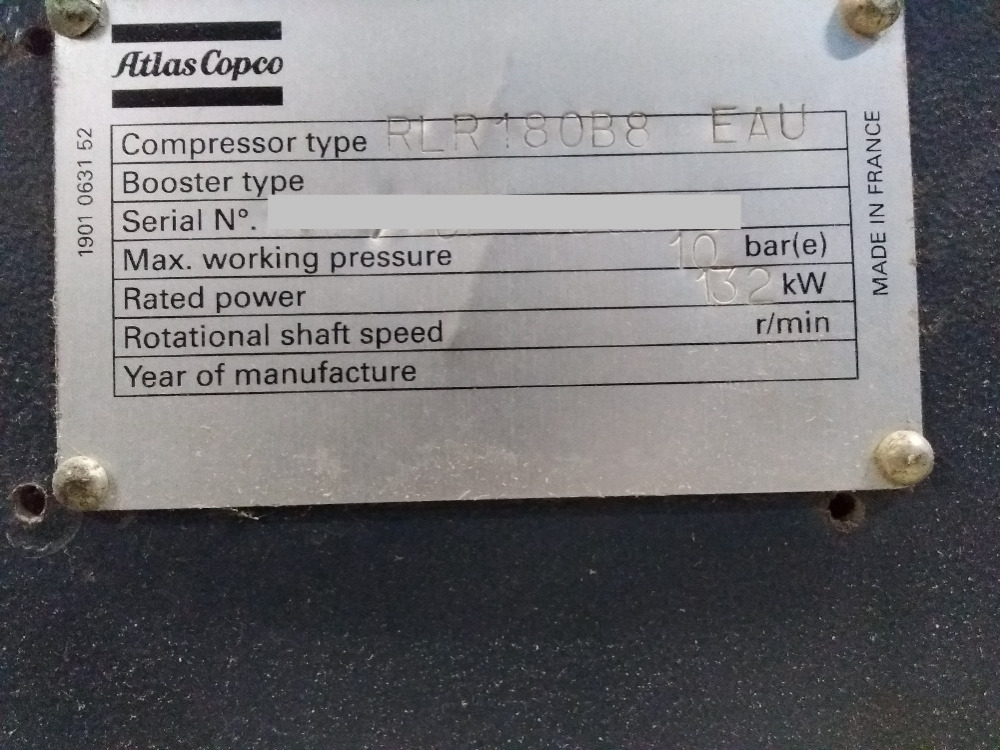 Atlas Copco
Compressor type RLR180B8 EAU
Booster type
Serial N°.
Max. working pressure 10 bar(e)
Rated power 132 kW
Rotational shaft speed r/min
Year of manufacture
1901 0631 52
MADE IN FRANCE